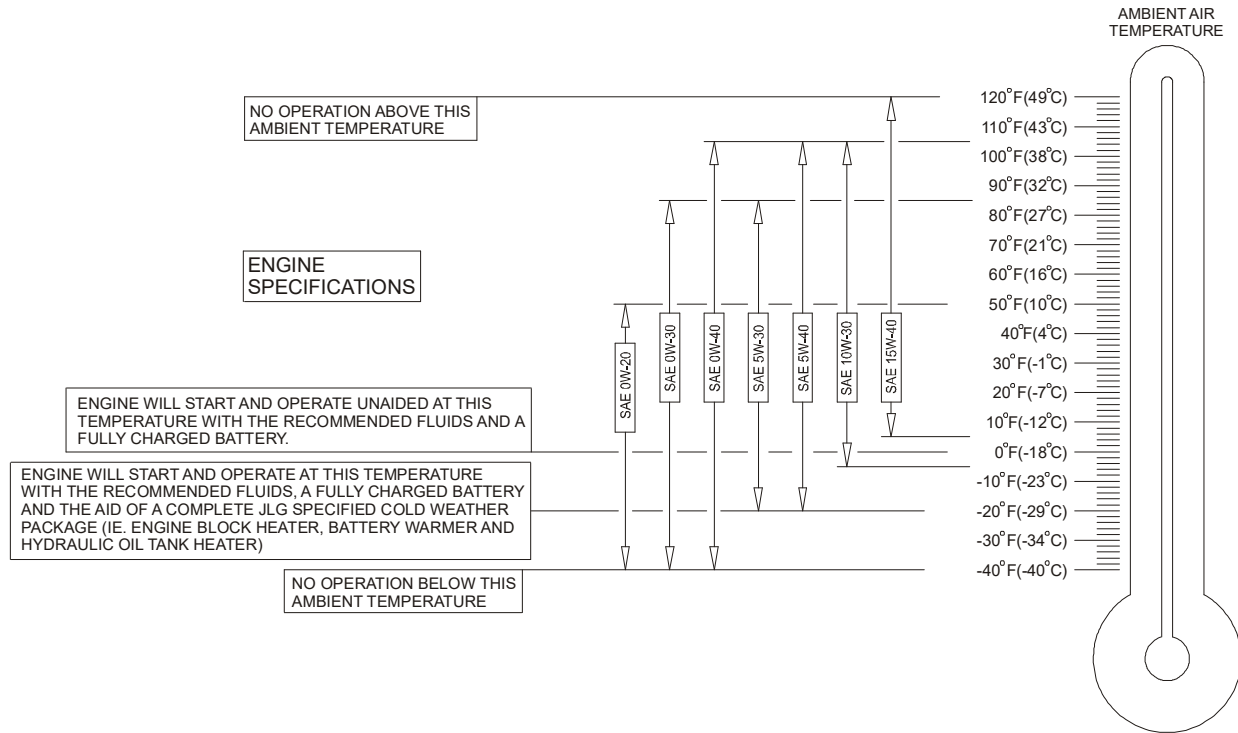 AMBIENT AIR
TEMPERATURE
NO OPERATION ABOVE THIS
AMBIENT TEMPERATURE
120°F(49°C)
110°F(43°C)
100°F(38°C)
90°F(32°C)
80°F(27°C)
70°F(21°C)
60°F(16°C)
50°F(10°C)
40°F(4°C)
30°F(-1°C)
20°F(-7°C)
10°F(-12°C)
0°F(-18°C)
-10°F(-23°C)
-20°F(-29°C)
-30°F(-34°C)
-40°F(-40°C)
ENGINE
SPECIFICATIONS
SAE 0W-20
SAE 0W-30
SAE 0W-40
SAE 5W-30
SAE 5W-40
SAE 10W-30
SAE 15W-40
ENGINE WILL START AND OPERATE UNAIDED AT THIS
TEMPERATURE WITH THE RECOMMENDED FLUIDS AND A
FULLY CHARGED BATTERY.
ENGINE WILL START AND OPERATE AT THIS TEMPERATURE
WITH THE RECOMMENDED FLUIDS, A FULLY CHARGED BATTERY
AND THE AID OF A COMPLETE JLG SPECIFIED COLD WEATHER
PACKAGE (IE. ENGINE BLOCK HEATER, BATTERY WARMER AND
HYDRAULIC OIL TANK HEATER)
NO OPERATION BELOW THIS
AMBIENT TEMPERATURE